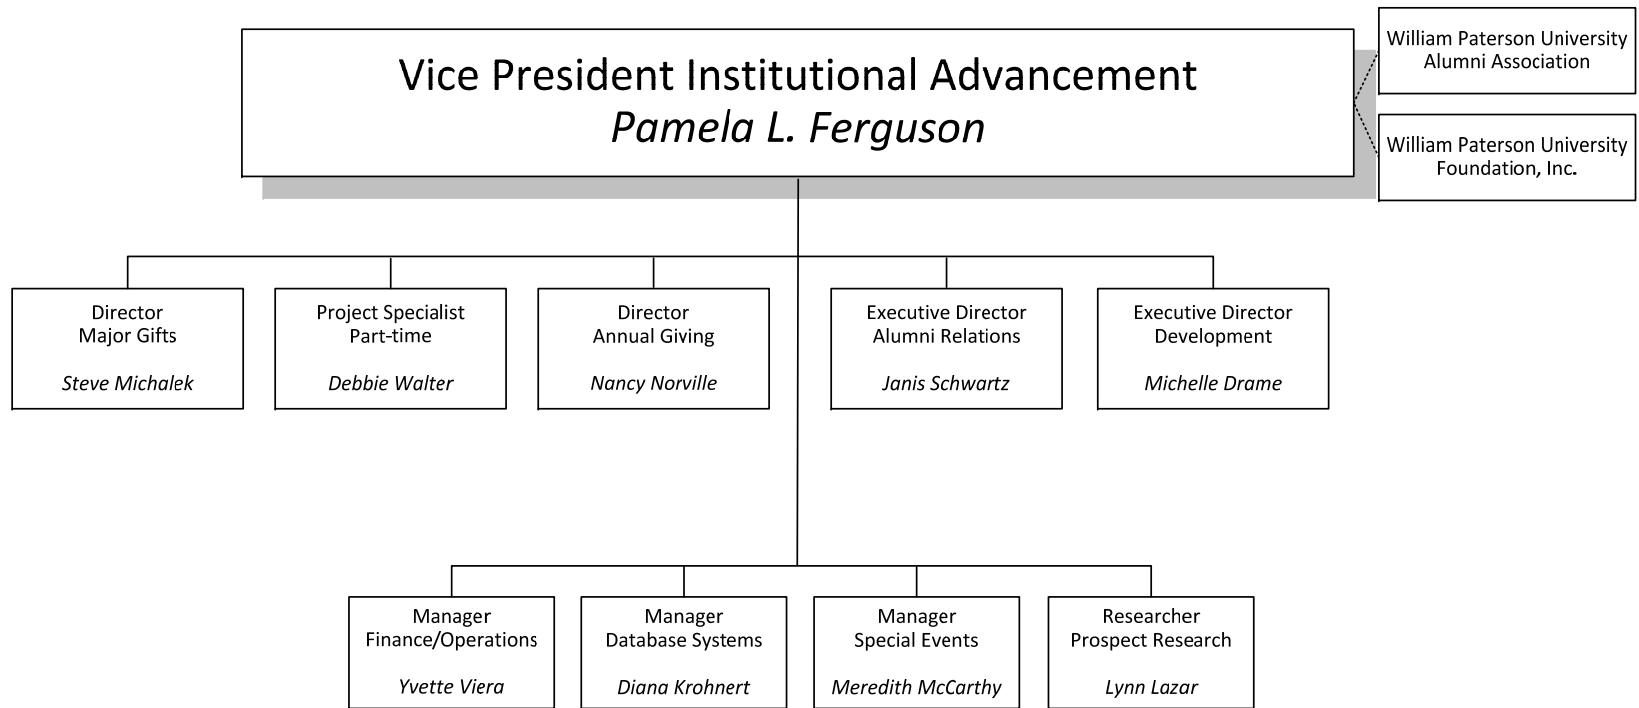 Vice President Institutional Advancement
Pamela L. Ferguson
William Paterson University
Alumni Association
William Paterson University
Foundation, Inc.
Director
Major Gifts
Steve Michalek
Project Specialist
Part-time
Debbie Walter
Director
Annual Giving
Nancy Norville
Executive Director
Alumni Relations
Janis Schwartz
Executive Director
Development
Michelle Drame
Manager
Finance/Operations
Yvette Viera
Manager
Database Systems
Diana Krohnert
Manager
Special Events
Meredith McCarthy
Researcher
Prospect Research
Lynn Lazar